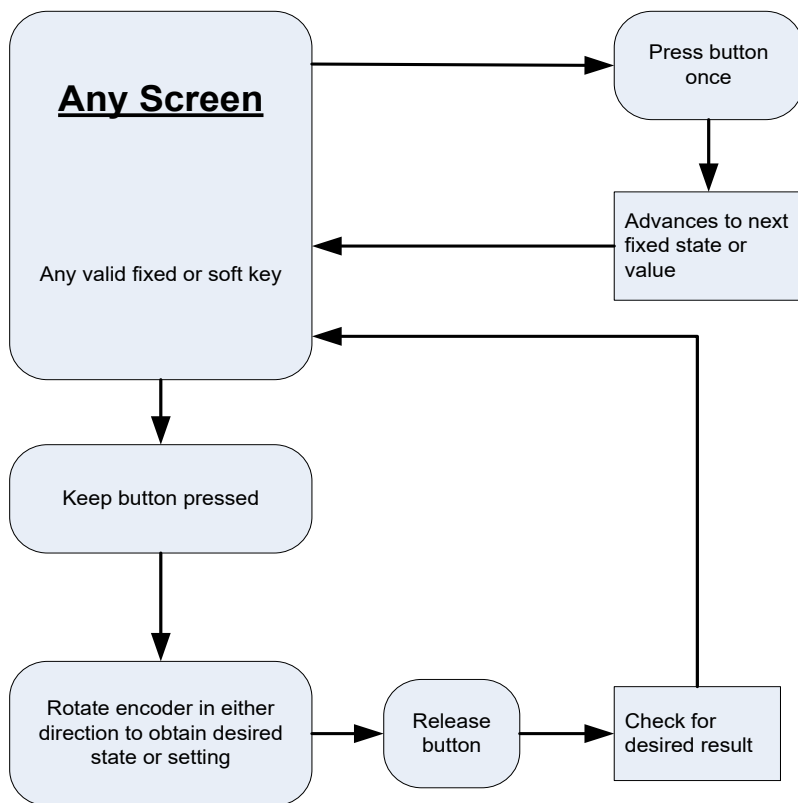 Any Screen
Any valid fixed or soft key
Press button
once
Advances to next
fixed state or
value
Keep button pressed
Rotate encoder in either
direction to obtain desired
state or setting
Release
button
Check for
desired result